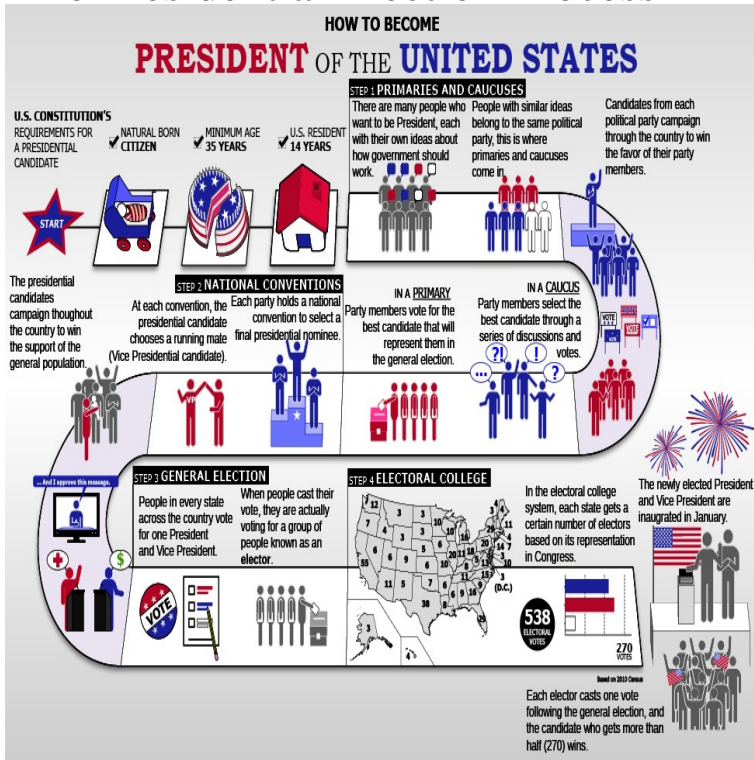 HOW TO BECOME
PRESIDENT OF THE UNITED STATES
U.S. CONSTITUTION'S
REQUIREMENTS FOR
A PRESIDENTIAL
CANDIDATE
NATURAL BORN
CITIZEN
MINIMUM AGE
35 YEARS
U.S. RESIDENT
14 YEARS
START
STEP 1 PRIMARIES AND CAUCUSES
There are many people who
want to be President, each
with their own ideas about
how government should
work.
People with similar ideas
belong to the same political
party, this is where
primaries and caucuses
come in.
Candidates from each
political party campaign
through the country to win
the favor of their party
members.
VOTE
VOTE
IN A CAUCUS
Party members select the
best candidate through a
series of discussions and
votes.
...
?!
!
?
IN A PRIMARY
Party members vote for the
best candidate that will
represent them in
the general election.
STEP 2 NATIONAL CONVENTIONS
Each party holds a national
convention to select a
final presidential nominee.
At each convention, the
presidential candidate
chooses a running mate
(Vice Presidential candidate).
The presidential
candidates
campaign thoughout
the country to win
the support of the
general population.
... And I approve this message.
$
STEP 3 GENERAL ELECTION
People in every state
across the country vote
for one President
and Vice President.
VOTE
When people cast their
vote, they are actually
voting for a group of
people known as an
elector.
STEP 4 ELECTORAL COLLEGE
(D.C.)
In the electoral college
system, each state gets a
certain number of electors
based on its representation
in Congress.
538
ELECTORAL
VOTES
270
VOTES
Based on 2010 Census
Each elector casts one vote
following the general election, and
the candidate who gets more than
half (270) wins.
The newly elected President
and Vice President are
inaugrated in January.